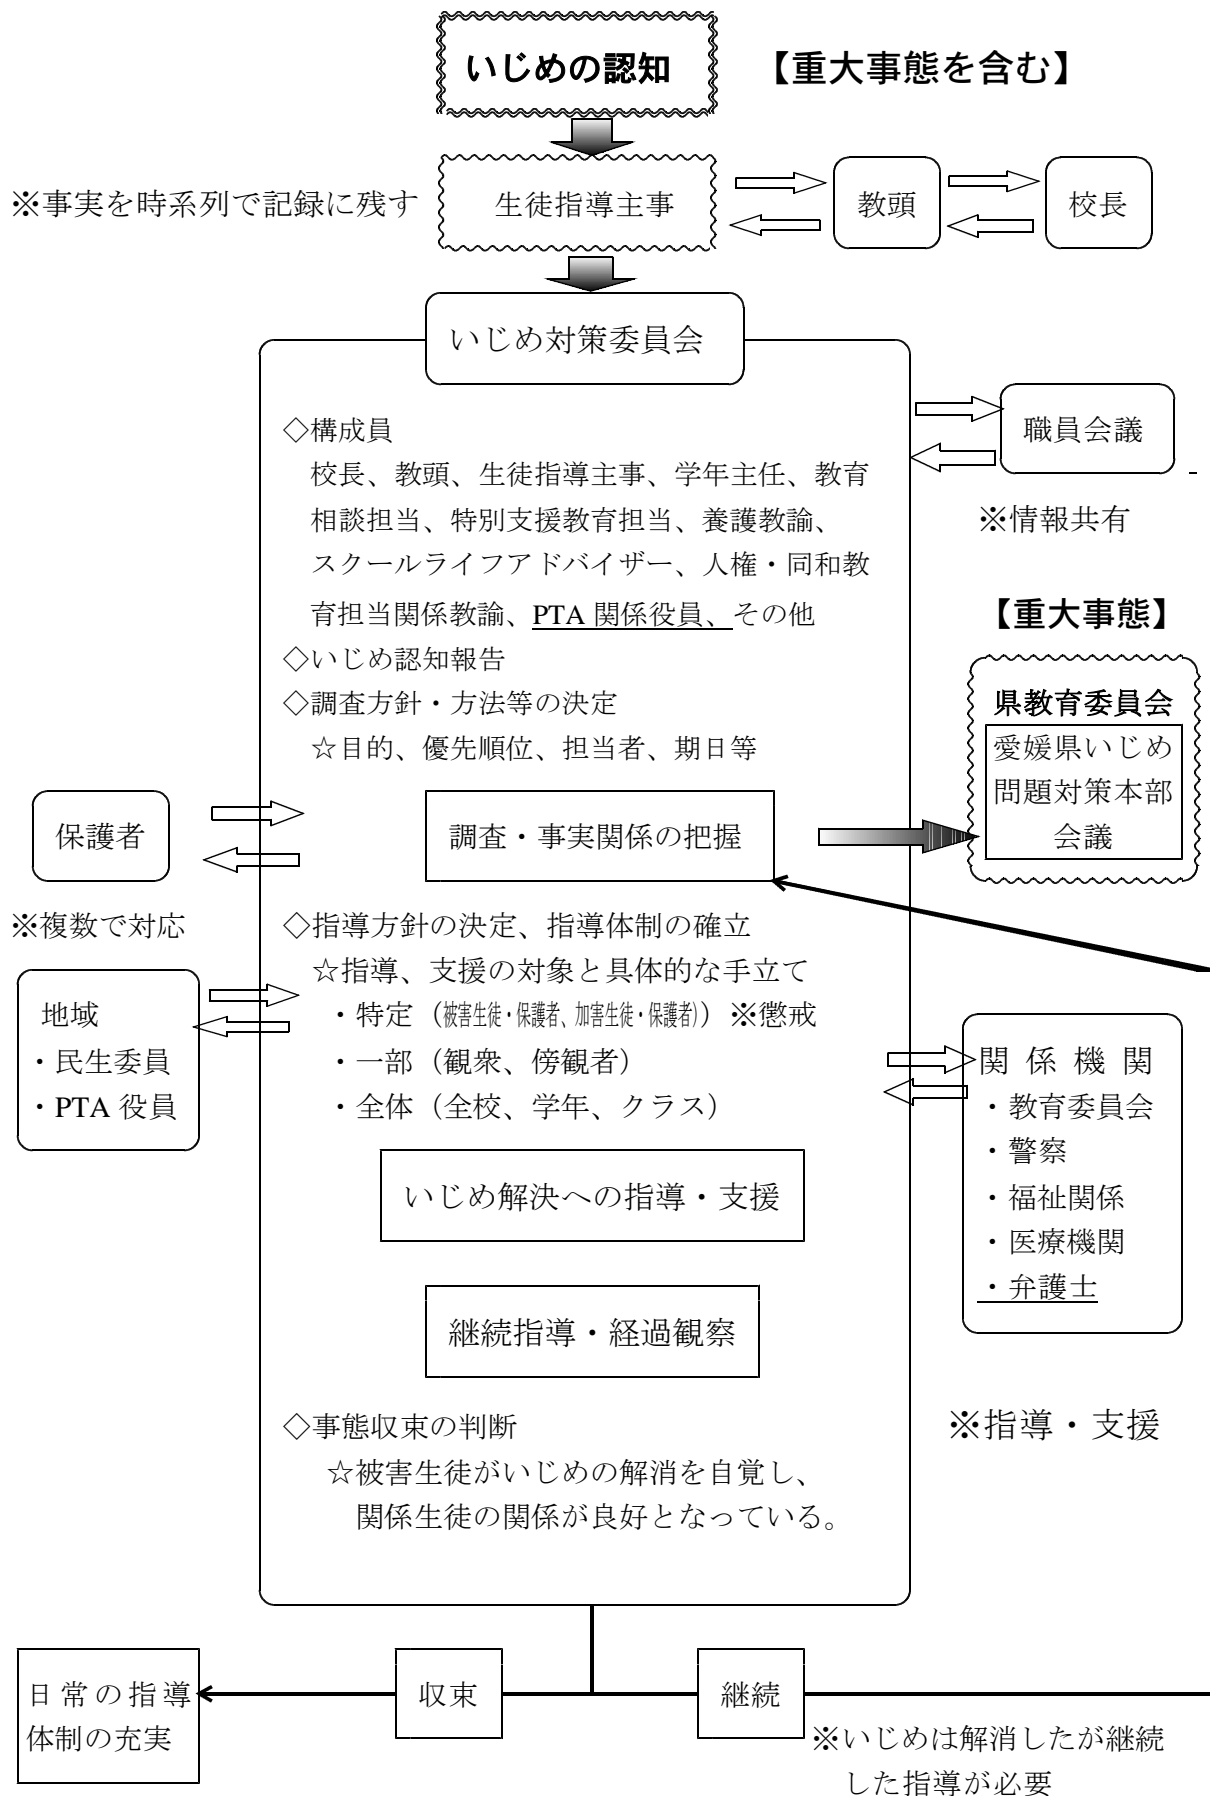 いじめの認知
【重大事態を含む】
※事実を時系列で記録に残す
生徒指導主事
教頭
校長
いじめ対策委員会
◇構成員
校長、教頭、生徒指導主事、学年主任、教育
相談担当、特別支援教育担当、養護教諭、
スクールライフアドバイザー、人権・同和教
育担当関係教諭、PTA 関係役員、その他
◇いじめ認知報告
◇調査方針・方法等の決定
☆目的、優先順位、担当者、期日等
職員会議
※情報共有
【重大事態】
県教育委員会
愛媛県いじめ
問題対策本部
会議
保護者
※複数で対応
調査・事実関係の把握
◇指導方針の決定、指導体制の確立
☆指導、支援の対象と具体的な手立て
・特定（被害生徒・保護者、加害生徒・保護者)）※懲戒
・一部（観衆、傍観者）
・全体（全校、学年、クラス）
地域
・民生委員
・PTA 役員
関係機関
・教育委員会
・警察
・福祉関係
・医療機関
・弁護士
※指導・支援
いじめ解決への指導・支援
継続指導・経過観察
◇事態収束の判断
☆被害生徒がいじめの解消を自覚し、
関係生徒の関係が良好となっている。
日常の指導
体制の充実
収束
継続
※いじめは解消したが継続
した指導が必要